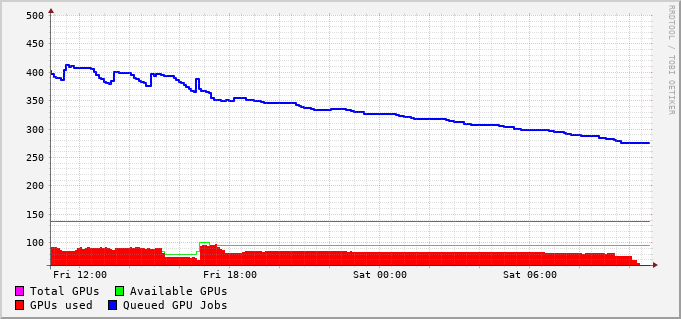 RRDTOOL / TOBI OETIKER
500
450
400
350
300
250
200
150
100
Fri 12:00 Fri 18:00 Sat 00:00 Sat 06:00
Total GPUs Available GPUs
GPUs used Queued GPU Jobs